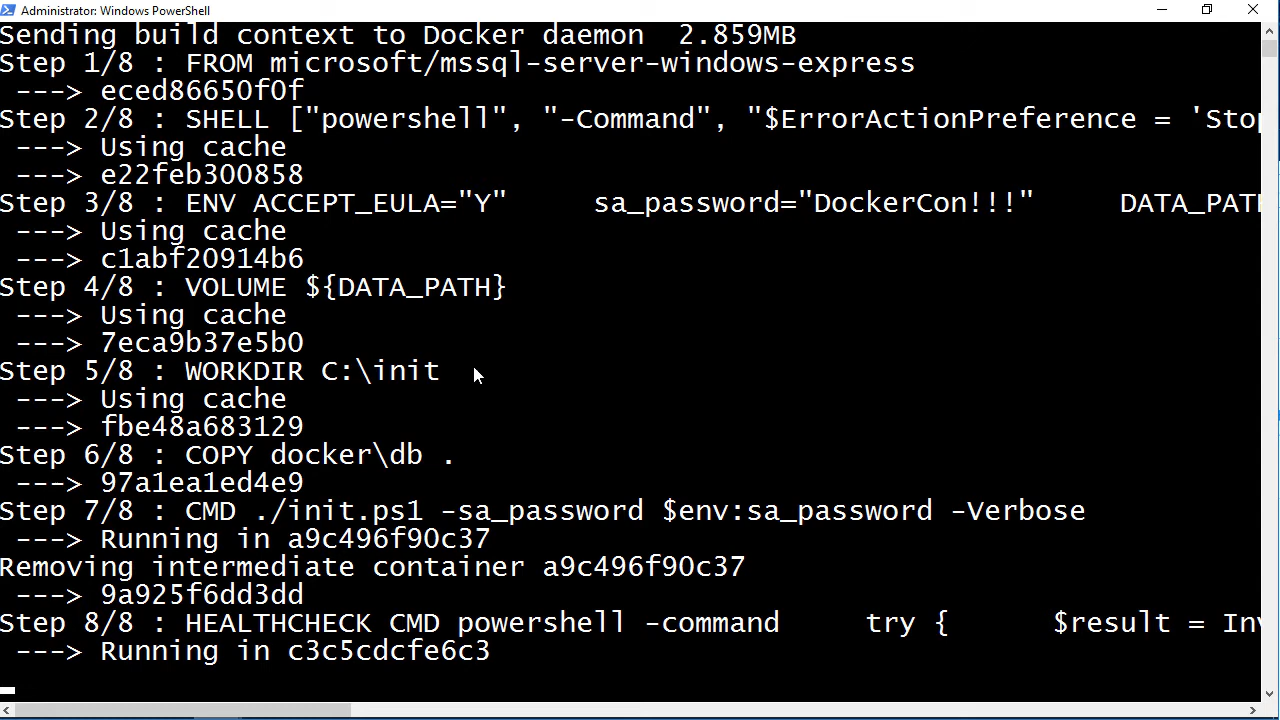 Administrator: Windows PowerShell
Sending build context to Docker daemon  2.859MB
Step 1/8 : FROM microsoft/mssql-server-windows-express
 ---> eced86650f0f
Step 2/8 : SHELL ["powershell", "-Command", "$ErrorActionPreference = 'Stop
 ---> Using cache
 ---> e22feb300858
Step 3/8 : ENV ACCEPT_EULA="Y"     sa_password="DockerCon!!!"     DATA_PATH
 ---> Using cache
 ---> c1abf20914b6
Step 4/8 : VOLUME ${DATA_PATH}
 ---> Using cache
 ---> 7eca9b37e5b0
Step 5/8 : WORKDIR C:\init
 ---> Using cache
 ---> fbe48a683129
Step 6/8 : COPY docker\db .
 ---> 97a1ea1ed4e9
Step 7/8 : CMD ./init.ps1 -sa_password $env:sa_password -Verbose
 ---> Running in a9c496f90c37
Removing intermediate container a9c496f90c37
 ---> 9a925f6dd3dd
Step 8/8 : HEALTHCHECK CMD powershell -command     try {      $result = Inv
 ---> Running in c3c5cdcfe6c3